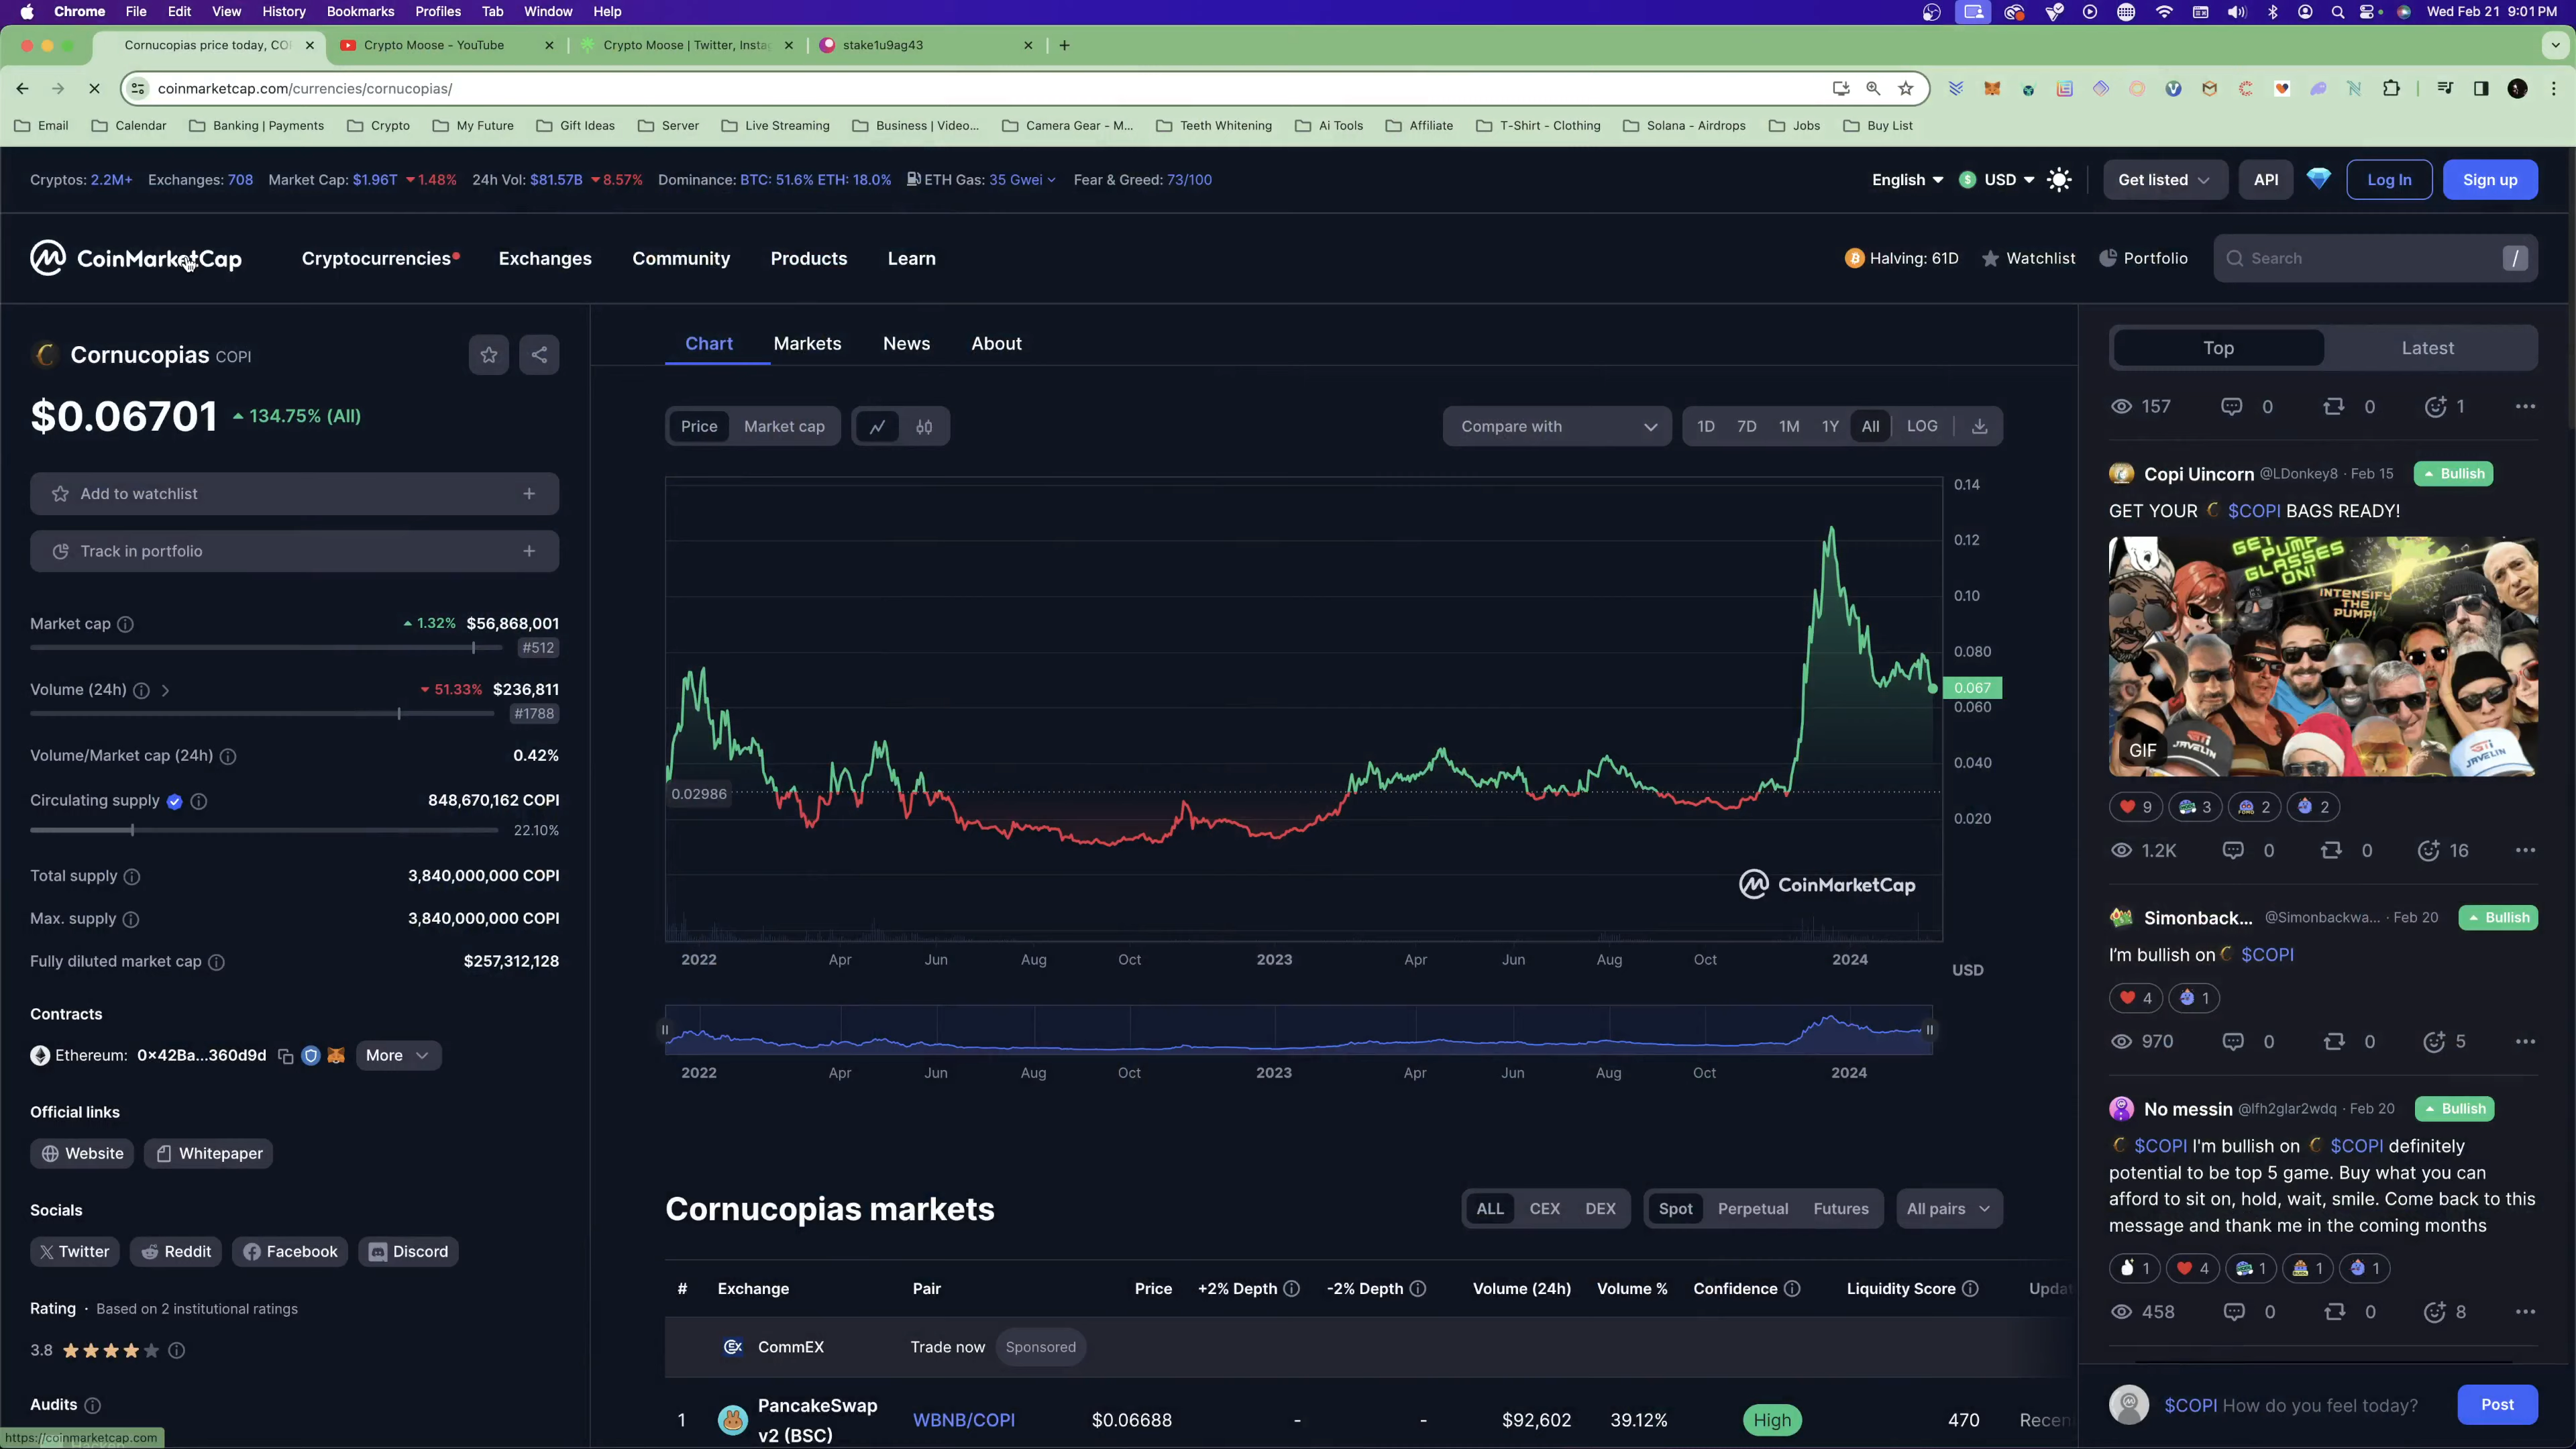 Chrome File Edit View History Bookmarks Profiles Tab Window Help Wed Feb 21 9:01PM
Cornucopias price today, CO Crypto Moose - YouTube Crypto Moose | Twitter, Insta stake1u9ag43
coinmarketcap.com/currencies/cornucopias/
Email Calendar Banking | Payments Crypto My Future Gift Ideas Server Live Streaming Business | Video... Camera Gear - M... Teeth Whitening Ai Tools Affiliate T-Shirt - Clothing Solana - Airdrops Jobs Buy List
Cryptos: 2.2M+ Exchanges: 708 Market Cap: $1.96T 1.48% 24h Vol: $81.57B 8.57% Dominance: BTC: 51.6% ETH: 18.0% ETH Gas: 35 Gwei Fear & Greed: 73/100 English USD Get listed API Log In Sign up
CoinMarketCap Cryptocurrencies Exchanges Community Products Learn Halving: 61D Watchlist Portfolio Search /
Cornucopias COPI
$0.06701 134.75% (All)
Add to watchlist +
Track in portfolio +
Market cap 1.32% $56,868,001
#512
Volume (24h) 51.33% $236,811
#1788
Volume/Market cap (24h) 0.42%
Circulating supply 848,670,162 COPI
22.10%
Total supply 3,840,000,000 COPI
Max. supply 3,840,000,000 COPI
Fully diluted market cap $257,312,128
Contracts
Ethereum: 0x42Ba...360d9d More
Official links
Website Whitepaper
Socials
Twitter Reddit Facebook Discord
Rating · Based on 2 institutional ratings
3.8
Audits
https://coinmarketcap.com
Chart Markets News About
Price Market cap Compare with 1D 7D 1M 1Y All LOG
0.14
0.12
0.10
0.080
0.067
0.060
0.040
0.02986
0.020
CoinMarketCap
2022 Apr Jun Aug Oct 2023 Apr Jun Aug Oct 2024
USD
2022 Apr Jun Aug Oct 2023 Apr Jun Aug Oct 2024
Cornucopias markets ALL CEX DEX Spot Perpetual Futures All pairs
# Exchange Pair Price +2% Depth -2% Depth Volume (24h) Volume % Confidence Liquidity Score Updat
CommEX Trade now Sponsored
1 PancakeSwap v2 (BSC) WBNB/COPI $0.06688 - - $92,602 39.12% High 470 Recen
Top Latest
157 0 0 1
Copi Uincorn @LDonkey8 · Feb 15 Bullish
GET YOUR $COPI BAGS READY!
GET PUMP
GLASSES
ON!
INTENSIFY
THE
PUMP!
GIF JAVELIN JAVELIN
9 3 2 2
1.2K 0 0 16
Simonback... @Simonbackwa... · Feb 20 Bullish
I'm bullish on $COPI
4 1
970 0 0 5
No messin @lfh2glar2wdq · Feb 20 Bullish
$COPI I'm bullish on $COPI definitely
potential to be top 5 game. Buy what you can
afford to sit on, hold, wait, smile. Come back to this
message and thank me in the coming months
1 4 1 1 1
458 0 0 8
$COPI How do you feel today? Post